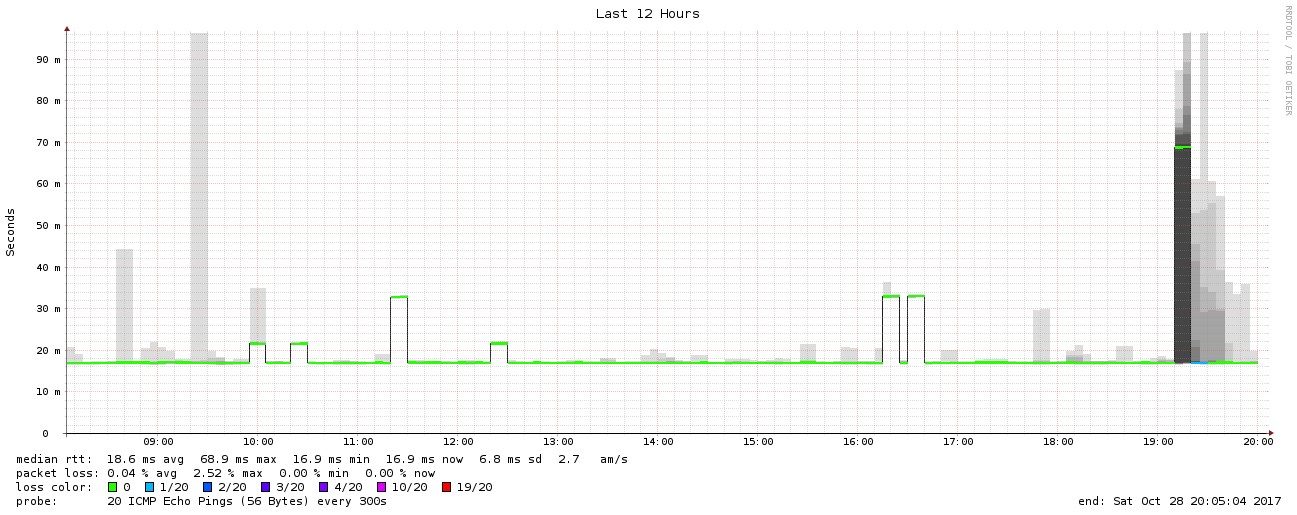 Last 12 Hours
RRDTOOL / TOBI OETIKER
Seconds
90 m
80 m
70 m
60 m
50 m
40 m
30 m
20 m
10 m
0
09:00 10:00 11:00 12:00 13:00 14:00 15:00 16:00 17:00 18:00 19:00 20:00
median rtt: 18.6 ms avg 68.9 ms max 16.9 ms min 16.9 ms now 6.8 ms sd 2.7 am/s
packet loss: 0.04 % avg 2.52 % max 0.00 % min 0.00 % now
loss color: 0 1/20 2/20 3/20 4/20 10/20 19/20
probe: 20 ICMP Echo Pings (56 Bytes) every 300s end: Sat Oct 28 20:05:04 2017